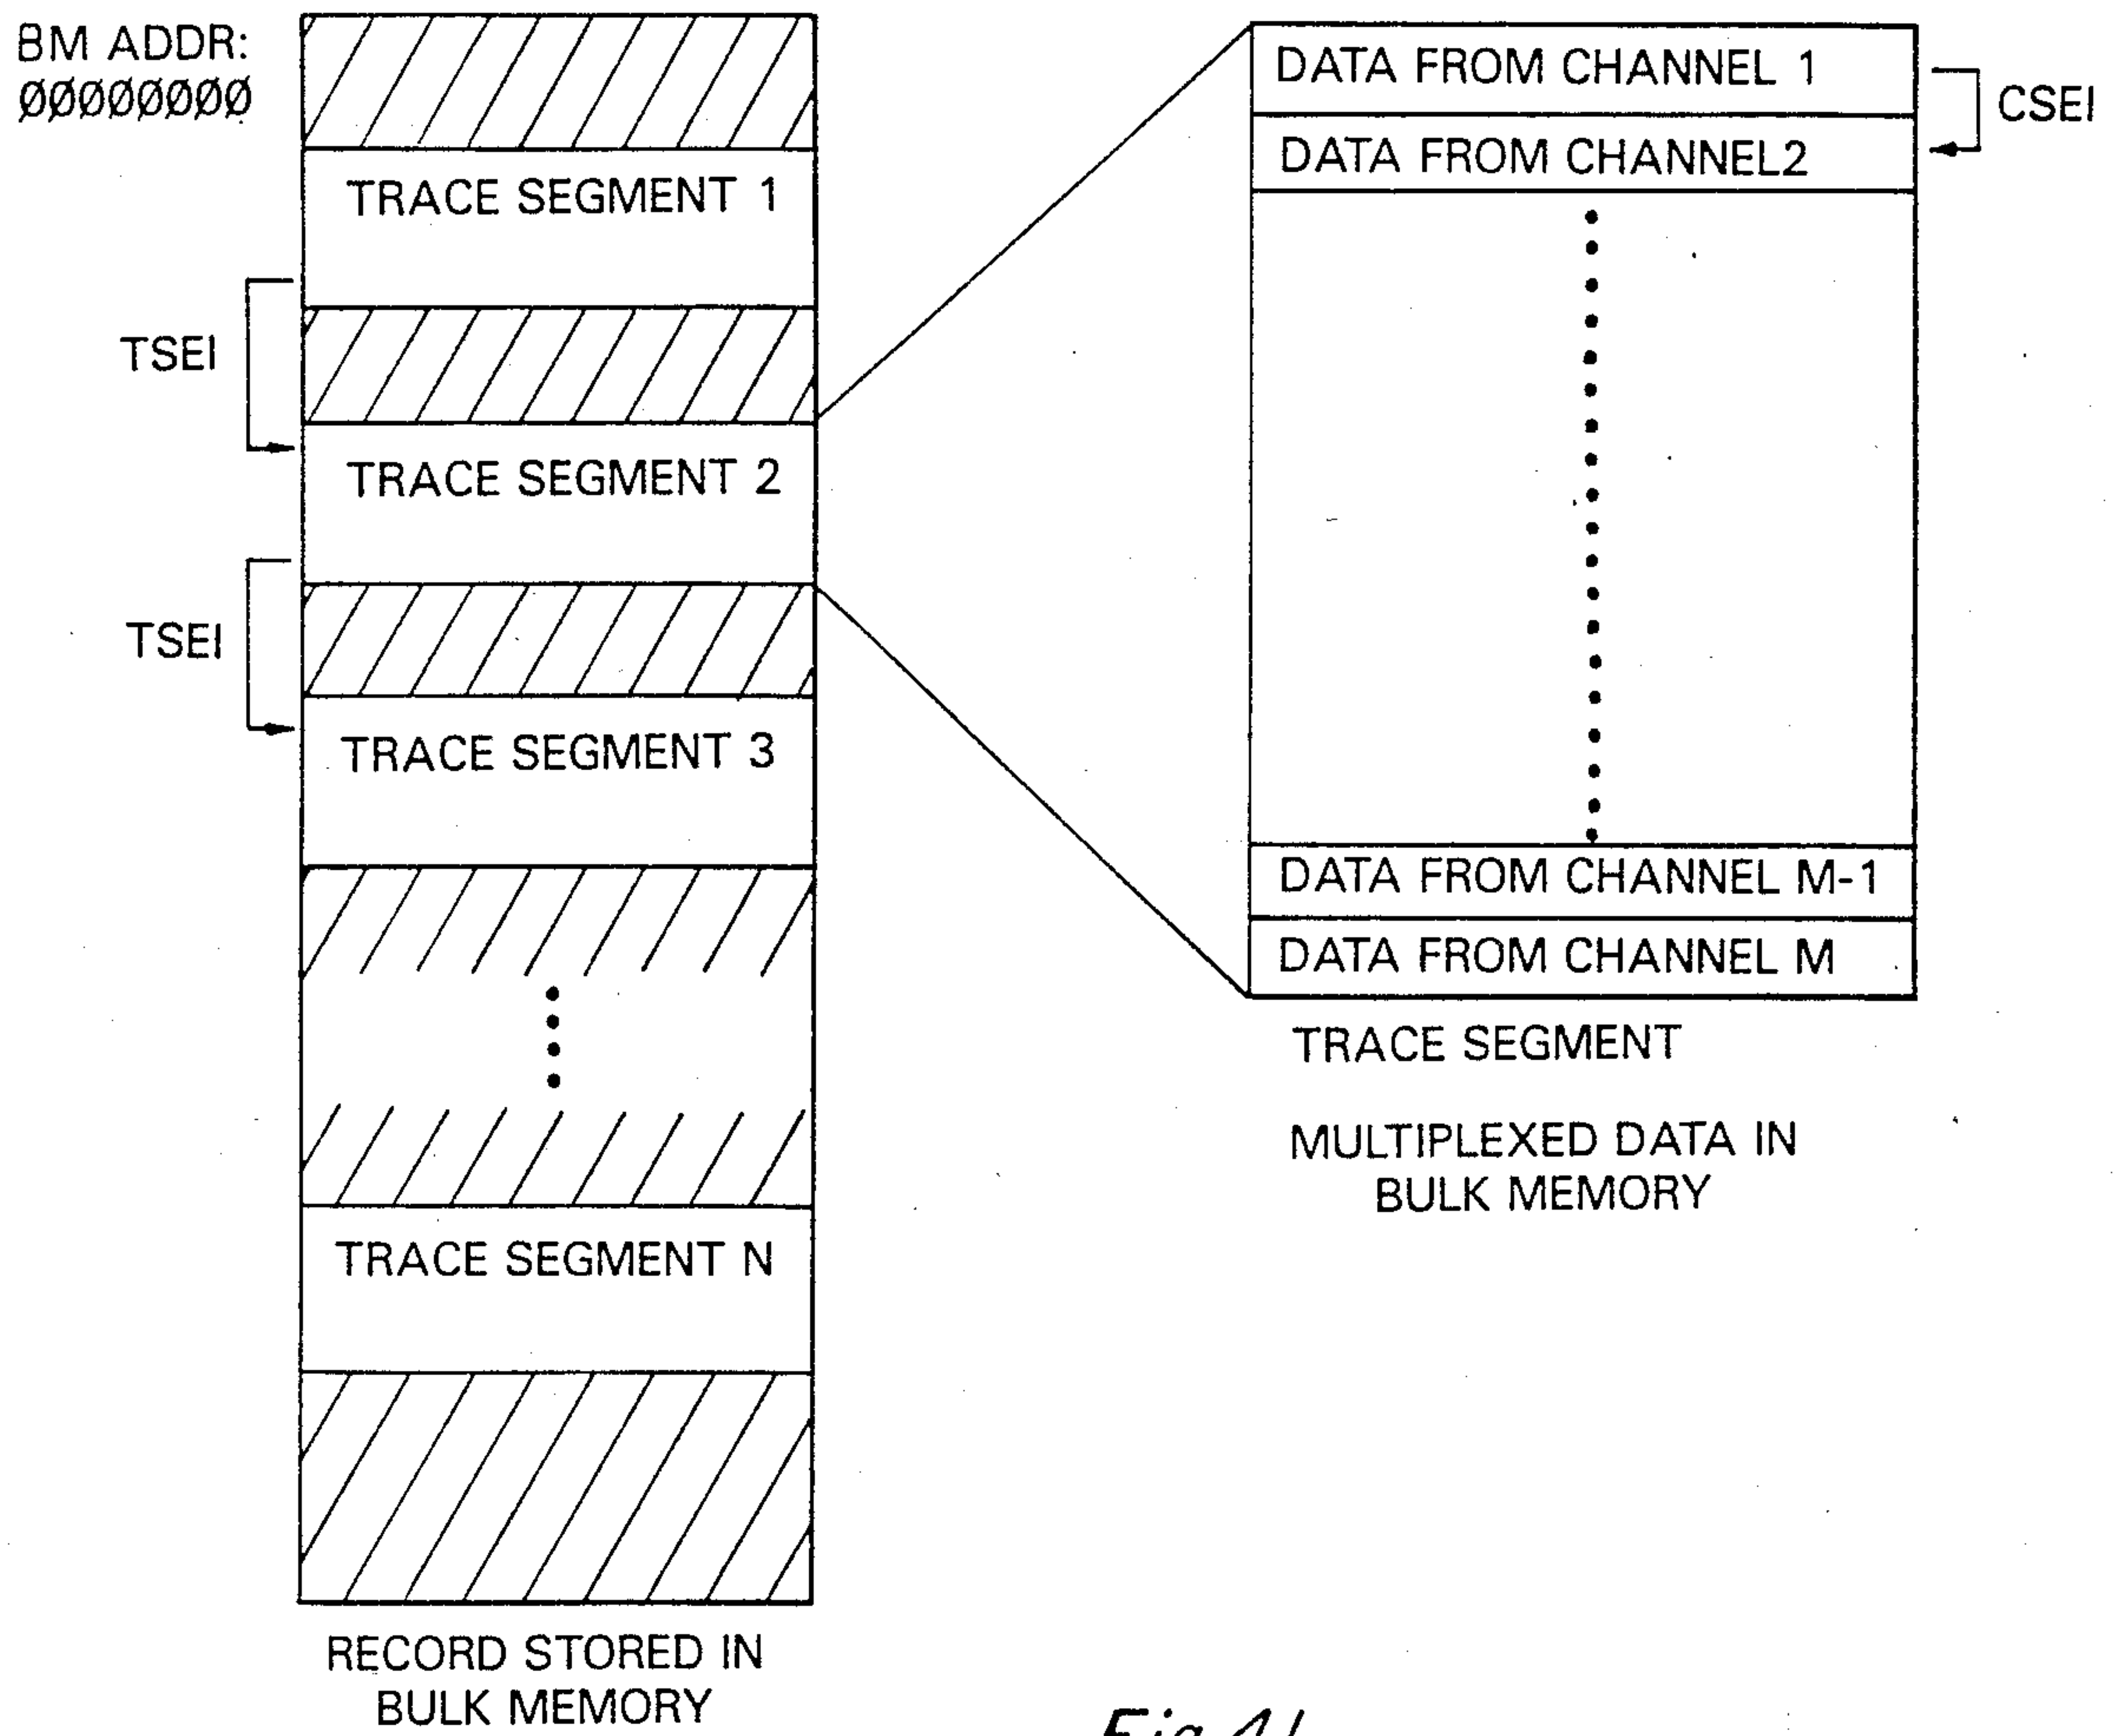 BM ADDR:
ØØØØØØØØ
TRACE SEGMENT 1
TSEI
TRACE SEGMENT 2
TSEI
TRACE SEGMENT 3
TRACE SEGMENT N
RECORD STORED IN
BULK MEMORY
DATA FROM CHANNEL 1
CSEI
DATA FROM CHANNEL2
DATA FROM CHANNEL M-1
DATA FROM CHANNEL M
TRACE SEGMENT
MULTIPLEXED DATA IN
BULK MEMORY